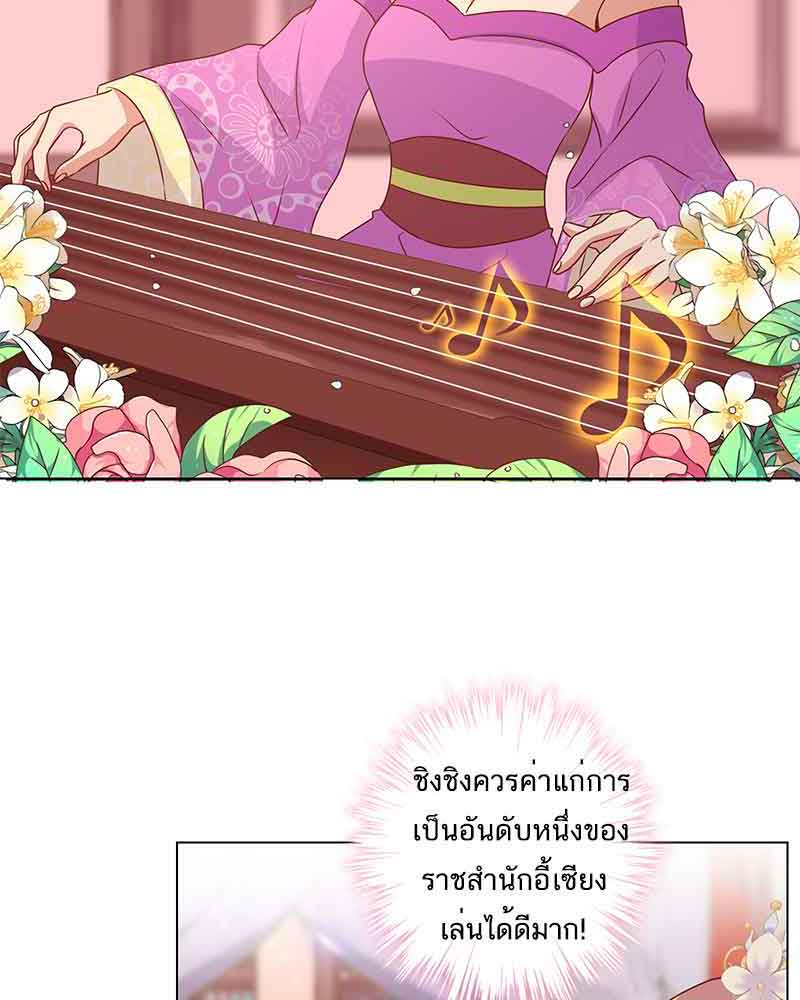 ชิงชิงควรค่าแก่การ
เป็นอันดับหนึ่งของ
ราชสำนักอี้เซียง
เล่นได้ดีมาก!